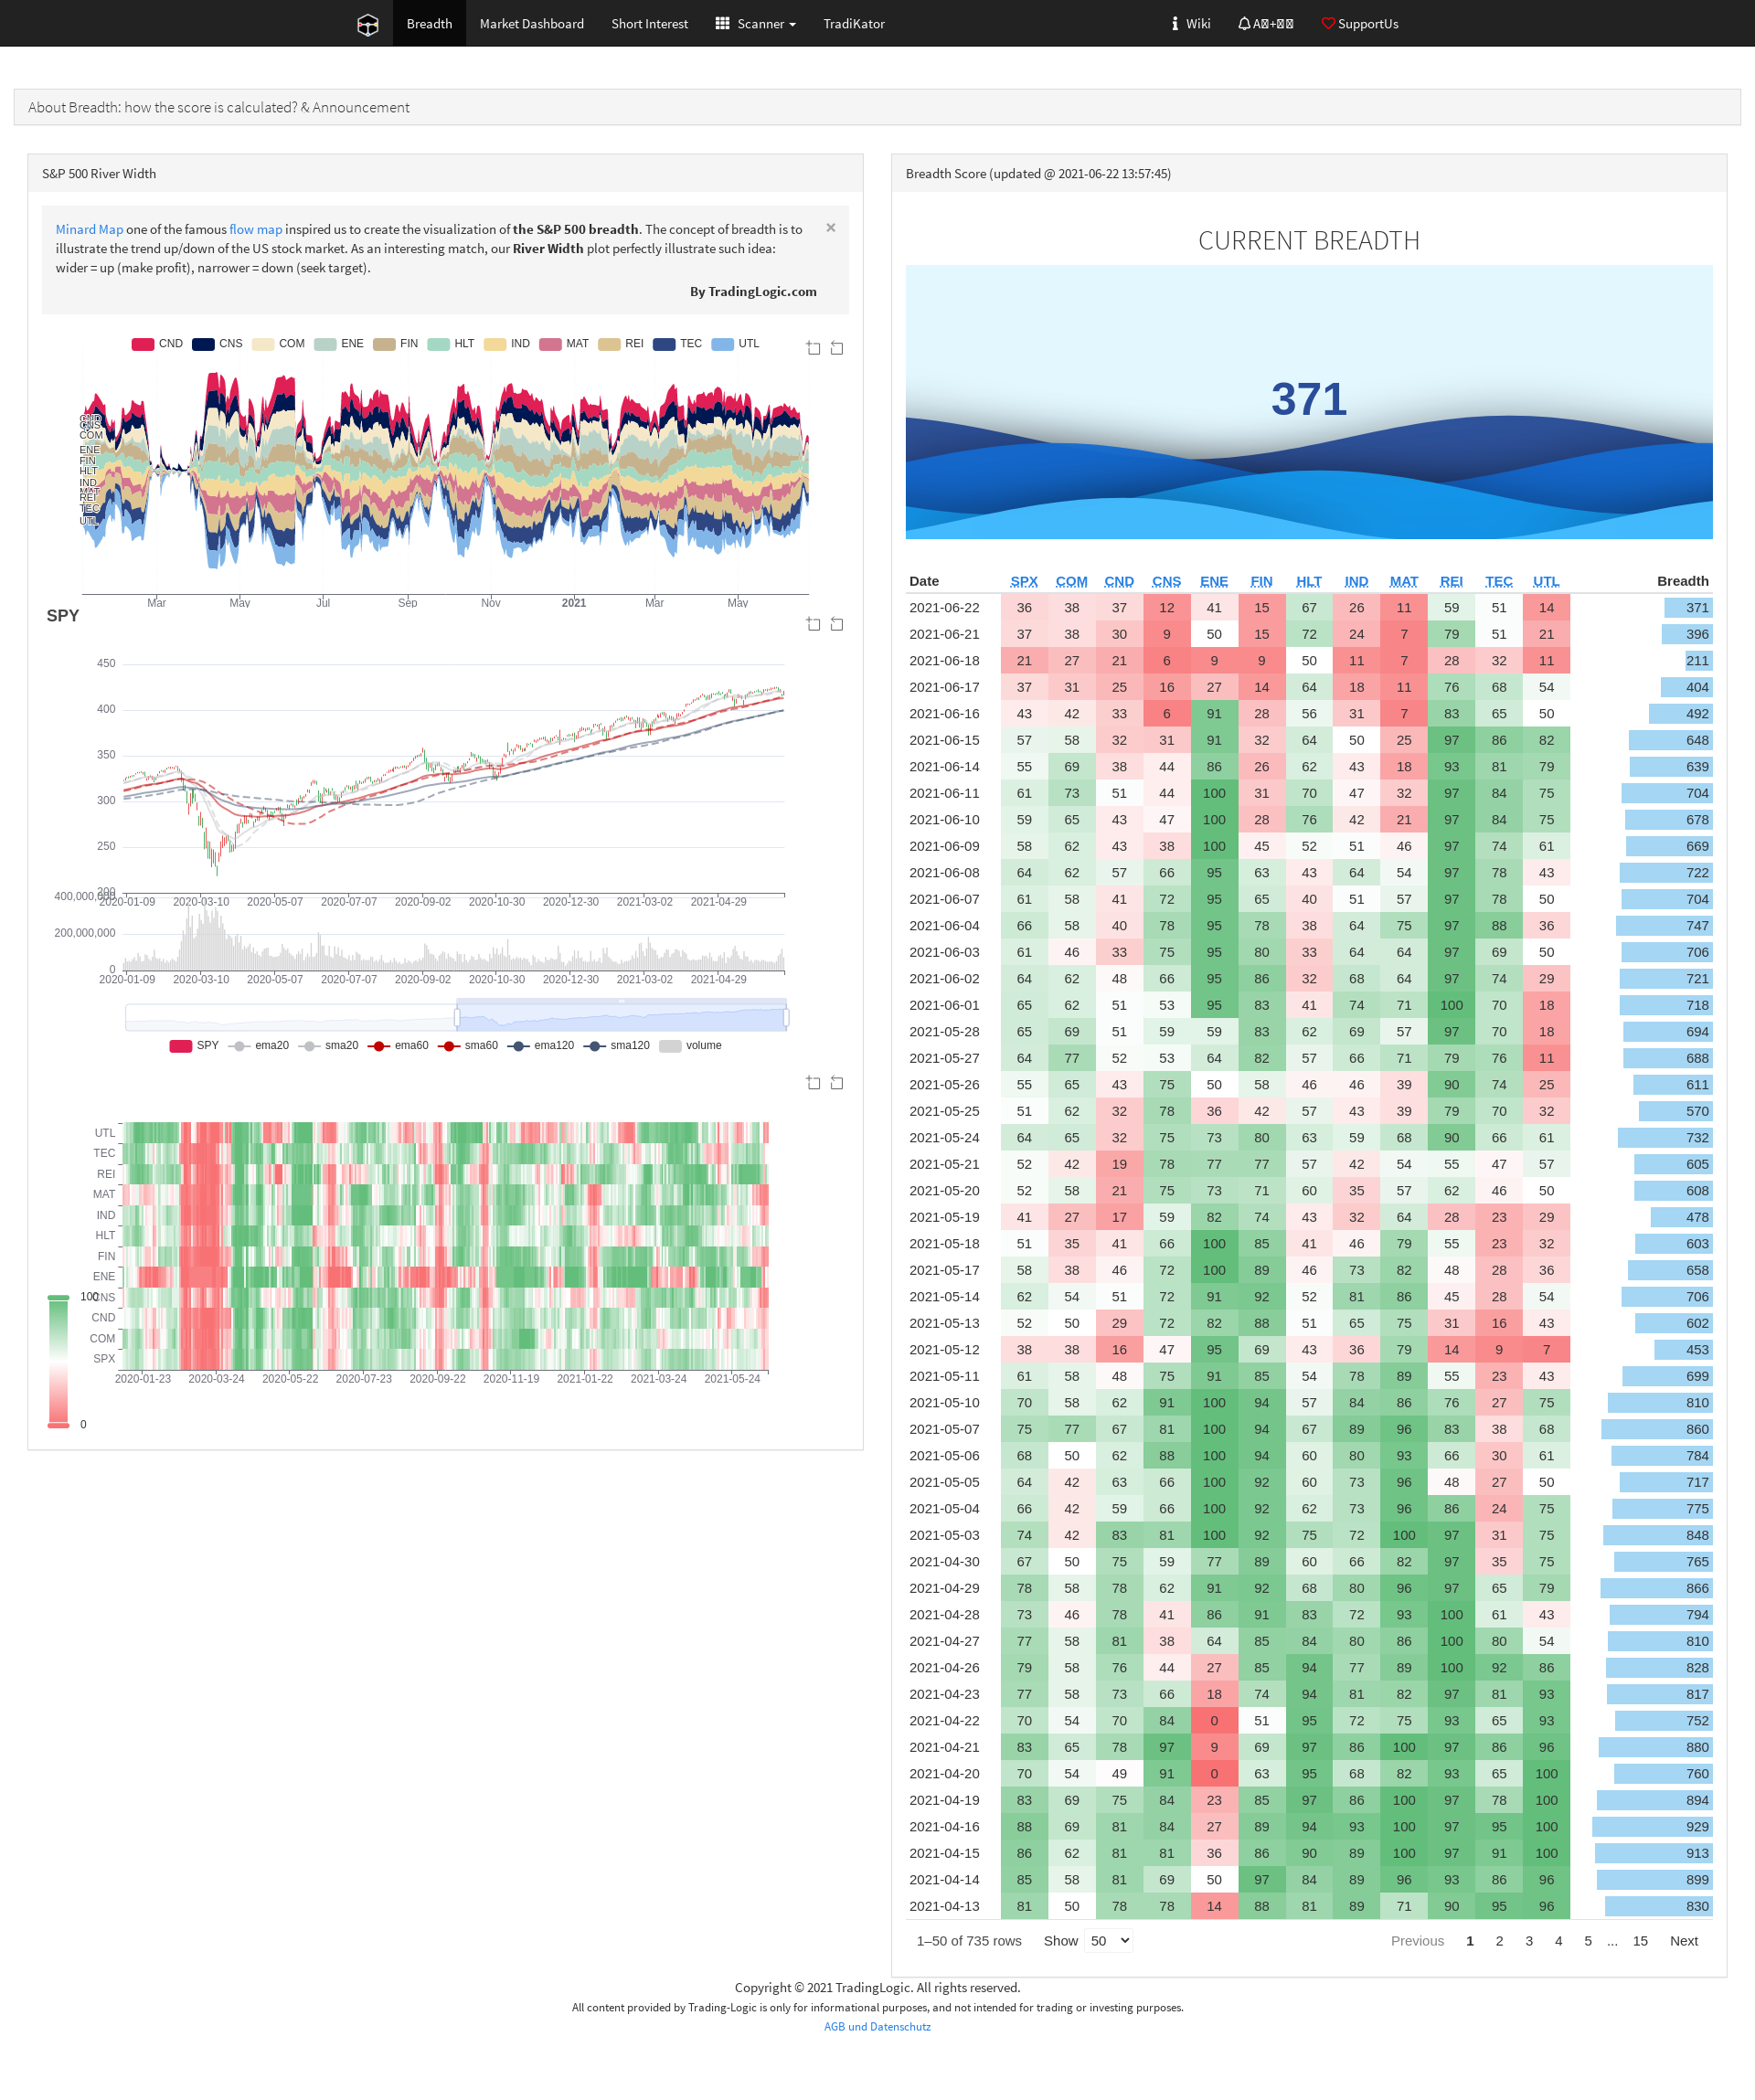 Breadth Market Dashboard Short Interest Scanner TradiKator Wiki SupportUs
About Breadth: how the score is calculated? & Announcement
S&P 500 River Width
Minard Map one of the famous flow map inspired us to create the visualization of the S&P 500 breadth. The concept of breadth is to
illustrate the trend up/down of the US stock market. As an interesting match, our River Width plot perfectly illustrate such idea:
wider = up (make profit), narrower = down (seek target).
By TradingLogic.com
×
CND CNS COM ENE FIN HLT IND MAT REI TEC UTL
CND
CNS
COM
ENE
FIN
HLT
IND
MAT
REI
TEC
UTL
Mar May Jul Sep Nov 2021 Mar May
SPY
450
400
350
300
250
200
2020-01-09 2020-03-10 2020-05-07 2020-07-07 2020-09-02 2020-10-30 2020-12-30 2021-03-02 2021-04-29
400,000,000
200,000,000
0
2020-01-09 2020-03-10 2020-05-07 2020-07-07 2020-09-02 2020-10-30 2020-12-30 2021-03-02 2021-04-29
SPY ema20 sma20 ema60 sma60 ema120 sma120 volume
UTL
TEC
REI
MAT
IND
HLT
FIN
ENE
CNS
CND
COM
SPX
2020-01-23 2020-03-24 2020-05-22 2020-07-23 2020-09-22 2020-11-19 2021-01-22 2021-03-24 2021-05-24
100
0
Breadth Score (updated @ 2021-06-22 13:57:45)
CURRENT BREADTH
371
Date SPX COM CND CNS ENE FIN HLT IND MAT REI TEC UTL Breadth
2021-06-22 36 38 37 12 41 15 67 26 11 59 51 14 371
2021-06-21 37 38 30 9 50 15 72 24 7 79 51 21 396
2021-06-18 21 27 21 6 9 9 50 11 7 28 32 11 211
2021-06-17 37 31 25 16 27 14 64 18 11 76 68 54 404
2021-06-16 43 42 33 6 91 28 56 31 7 83 65 50 492
2021-06-15 57 58 32 31 91 32 64 50 25 97 86 82 648
2021-06-14 55 69 38 44 86 26 62 43 18 93 81 79 639
2021-06-11 61 73 51 44 100 31 70 47 32 97 84 75 704
2021-06-10 59 65 43 47 100 28 76 42 21 97 84 75 678
2021-06-09 58 62 43 38 100 45 52 51 46 97 74 61 669
2021-06-08 64 62 57 66 95 63 43 64 54 97 78 43 722
2021-06-07 61 58 41 72 95 65 40 51 57 97 78 50 704
2021-06-04 66 58 40 78 95 78 38 64 75 97 88 36 747
2021-06-03 61 46 33 75 95 80 33 64 64 97 69 50 706
2021-06-02 64 62 48 66 95 86 32 68 64 97 74 29 721
2021-06-01 65 62 51 53 95 83 41 74 71 100 70 18 718
2021-05-28 65 69 51 59 59 83 62 69 57 97 70 18 694
2021-05-27 64 77 52 53 64 82 57 66 71 79 76 11 688
2021-05-26 55 65 43 75 50 58 46 46 39 90 74 25 611
2021-05-25 51 62 32 78 36 42 57 43 39 79 70 32 570
2021-05-24 64 65 32 75 73 80 63 59 68 90 66 61 732
2021-05-21 52 42 19 78 77 77 57 42 54 55 47 57 605
2021-05-20 52 58 21 75 73 71 60 35 57 62 46 50 608
2021-05-19 41 27 17 59 82 74 43 32 64 28 23 29 478
2021-05-18 51 35 41 66 100 85 41 46 79 55 23 32 603
2021-05-17 58 38 46 72 100 89 46 73 82 48 28 36 658
2021-05-14 62 54 51 72 91 92 52 81 86 45 28 54 706
2021-05-13 52 50 29 72 82 88 51 65 75 31 16 43 602
2021-05-12 38 38 16 47 95 69 43 36 79 14 9 7 453
2021-05-11 61 58 48 75 91 85 54 78 89 55 23 43 699
2021-05-10 70 58 62 91 100 94 57 84 86 76 27 75 810
2021-05-07 75 77 67 81 100 94 67 89 96 83 38 68 860
2021-05-06 68 50 62 88 100 94 60 80 93 66 30 61 784
2021-05-05 64 42 63 66 100 92 60 73 96 48 27 50 717
2021-05-04 66 42 59 66 100 92 62 73 96 86 24 75 775
2021-05-03 74 42 83 81 100 92 75 72 100 97 31 75 848
2021-04-30 67 50 75 59 77 89 60 66 82 97 35 75 765
2021-04-29 78 58 78 62 91 92 68 80 96 97 65 79 866
2021-04-28 73 46 78 41 86 91 83 72 93 100 61 43 794
2021-04-27 77 58 81 38 64 85 84 80 86 100 80 54 810
2021-04-26 79 58 76 44 27 85 94 77 89 100 92 86 828
2021-04-23 77 58 73 66 18 74 94 81 82 97 81 93 817
2021-04-22 70 54 70 84 0 51 95 72 75 93 65 93 752
2021-04-21 83 65 78 97 9 69 97 86 100 97 86 96 880
2021-04-20 70 54 49 91 0 63 95 68 82 93 65 100 760
2021-04-19 83 69 75 84 23 85 97 86 100 97 78 100 894
2021-04-16 88 69 81 84 27 89 94 93 100 97 95 100 929
2021-04-15 86 62 81 81 36 86 90 89 100 97 91 100 913
2021-04-14 85 58 81 69 50 97 84 89 96 93 86 96 899
2021-04-13 81 50 78 78 14 88 81 89 71 90 95 96 830
1–50 of 735 rows Show 50 Previous 1 2 3 4 5 ... 15 Next
Copyright © 2021 TradingLogic. All rights reserved.
All content provided by Trading-Logic is only for informational purposes, and not intended for trading or investing purposes.
AGB und Datenschutz